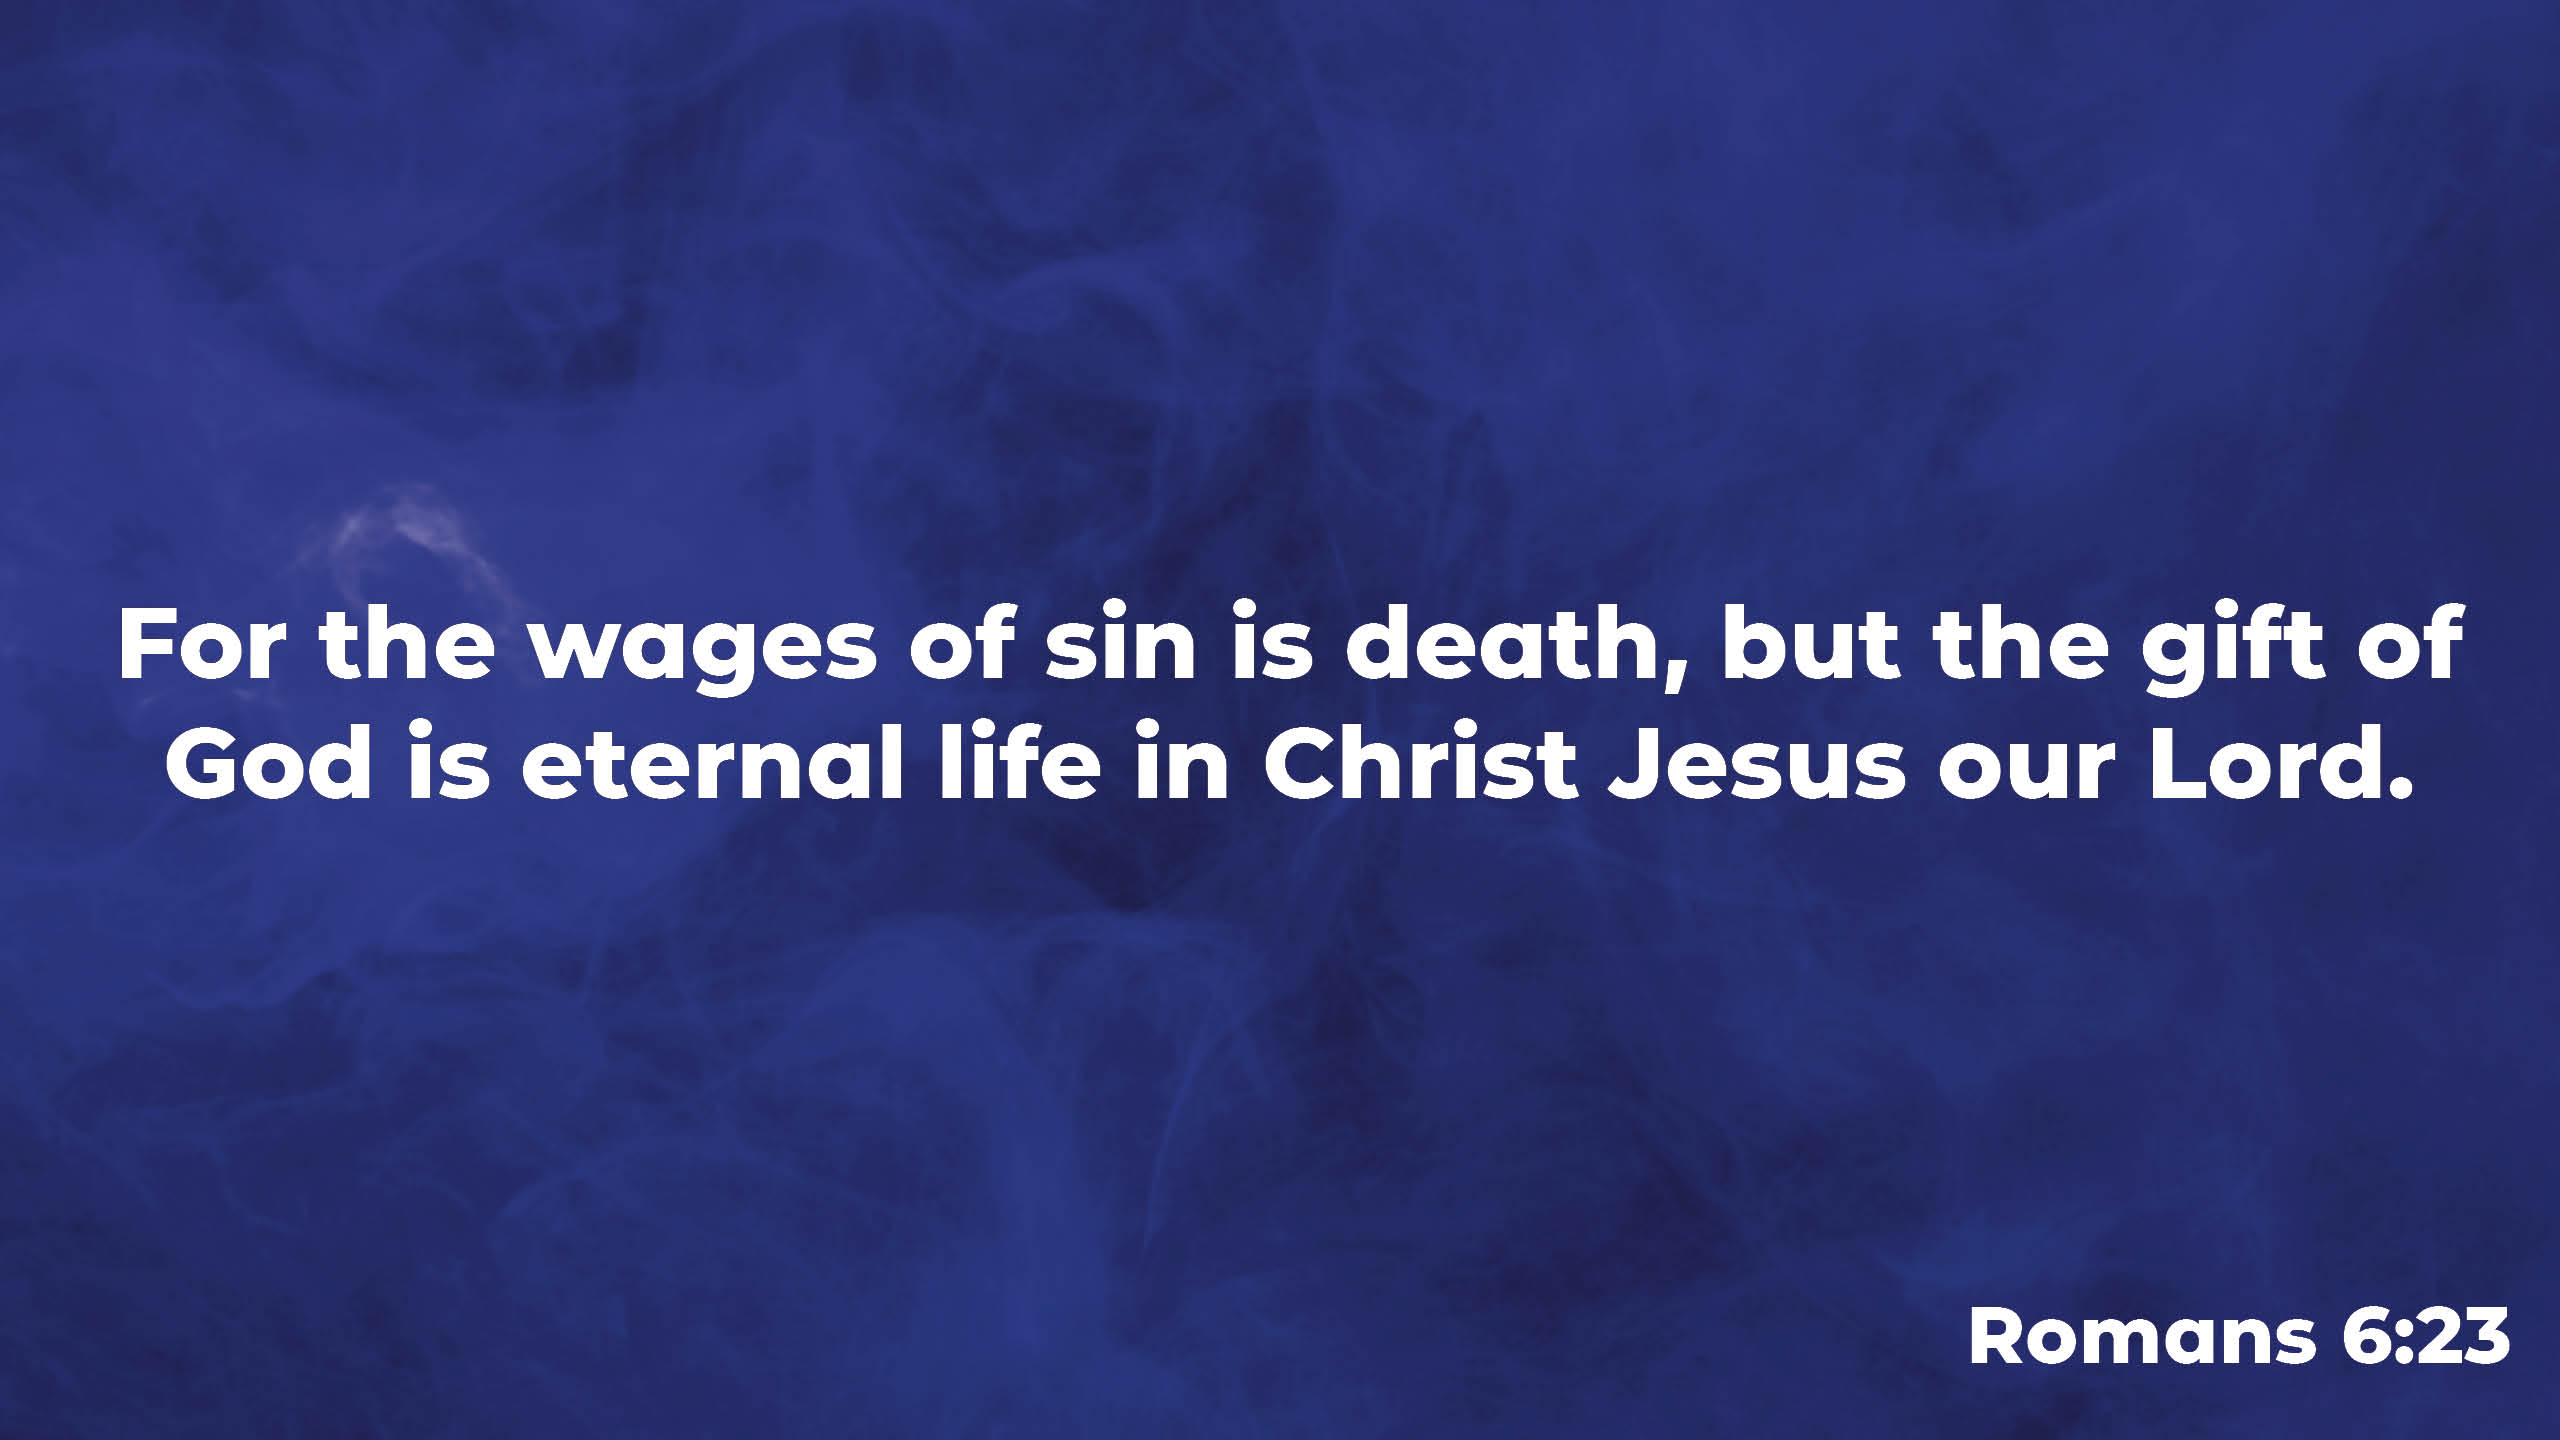 For the wages of sin is death, but the gift of
God is eternal life in Christ Jesus our Lord.
Romans 6:23